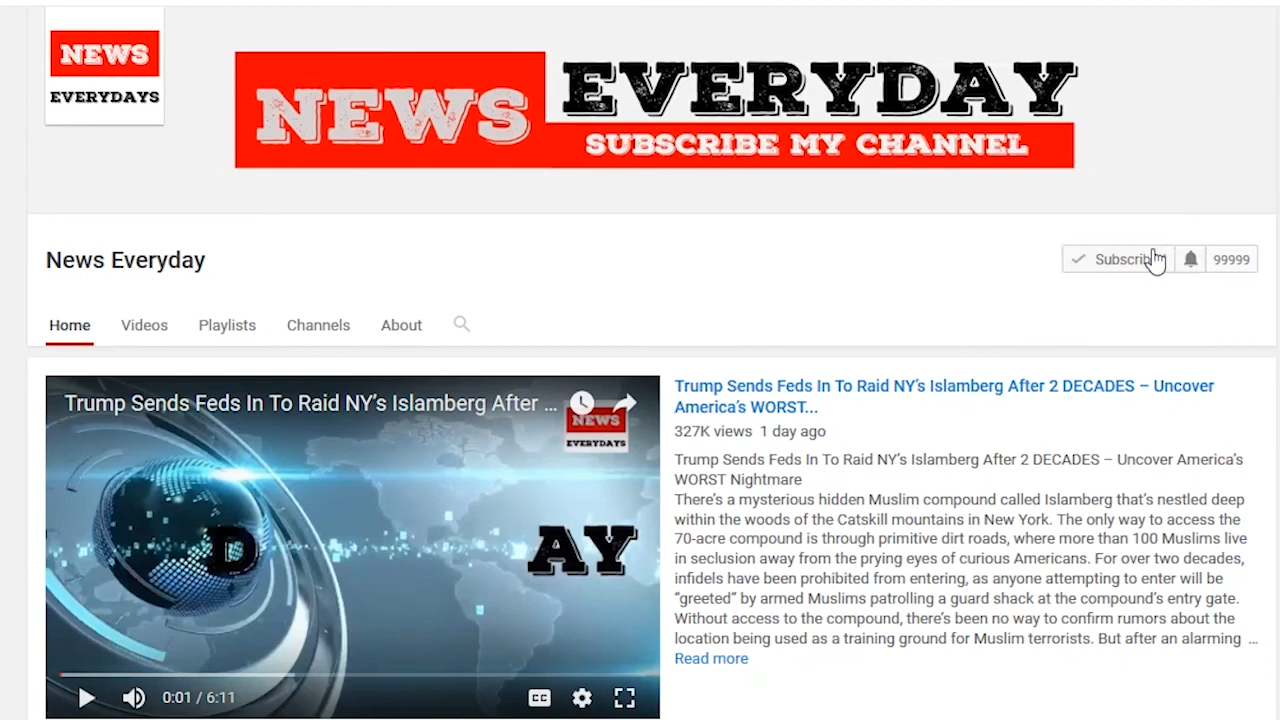 NEWS
EVERYDAYS
NEWS EVERYDAY
SUBSCRIBE MY CHANNEL
News Everyday
Subscrib
99999
Home Videos Playlists Channels About
Trump Sends Feds In To Raid NY’s Islamberg After ...
NEWS
EVERYDAYS
D AY
0:01 / 6:11
CC
Trump Sends Feds In To Raid NY’s Islamberg After 2 DECADES – Uncover
America’s WORST...
327K views 1 day ago
Trump Sends Feds In To Raid NY’s Islamberg After 2 DECADES – Uncover America’s
WORST Nightmare
There’s a mysterious hidden Muslim compound called Islamberg that’s nestled deep
within the woods of the Catskill mountains in New York. The only way to access the
70-acre compound is through primitive dirt roads, where more than 100 Muslims live
in seclusion away from the prying eyes of curious Americans. For over two decades,
infidels have been prohibited from entering, as anyone attempting to enter will be
“greeted” by armed Muslims patrolling a guard shack at the compound’s entry gate.
Without access to the compound, there’s been no way to confirm rumors about the
location being used as a training ground for Muslim terrorists. But after an alarming ...
Read more